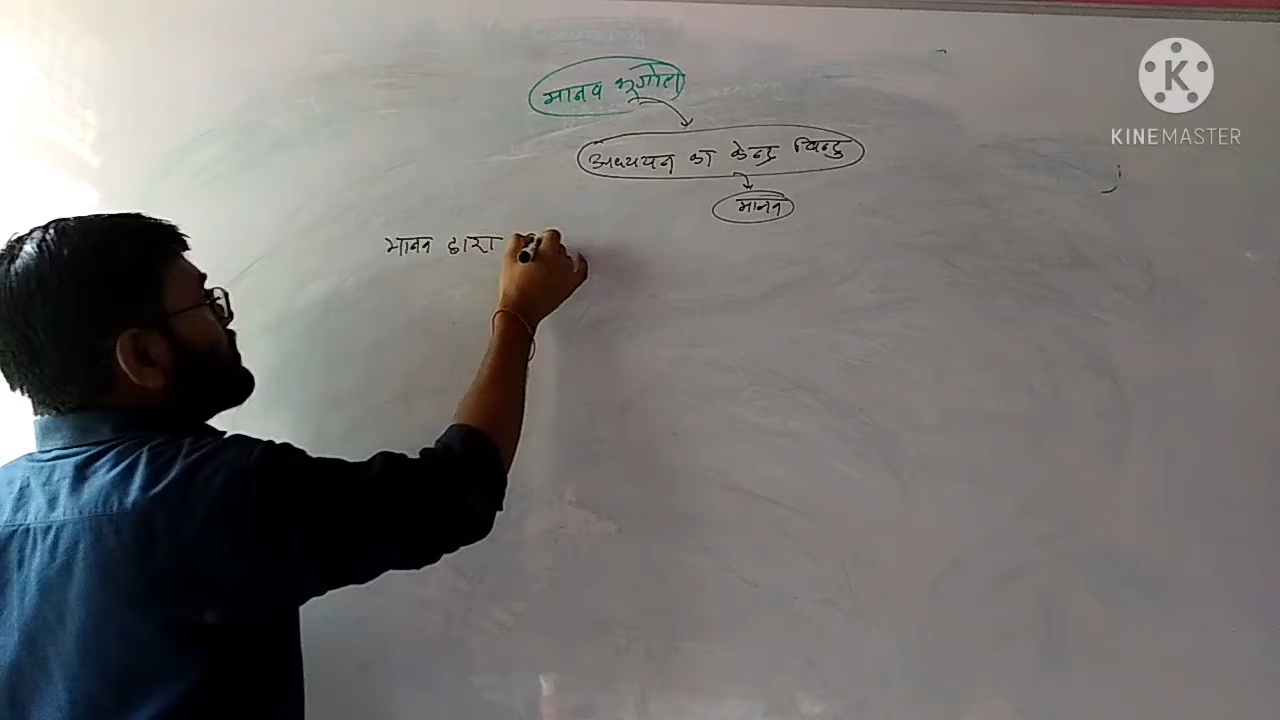 मानव भूगोल
अध्ययन का केन्द्र बिन्दु
मानव
मानव द्वारा
K
KINEMASTER